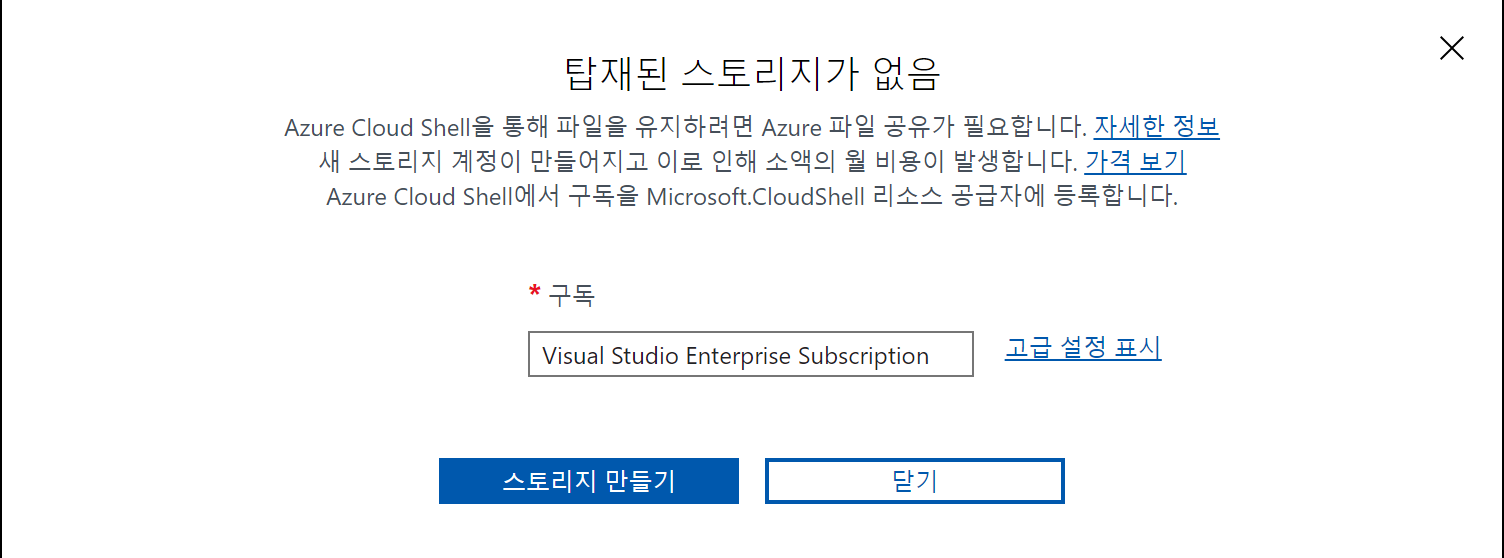 탑재된 스토리지가 없음
Azure Cloud Shell을 통해 파일을 유지하려면 Azure 파일 공유가 필요합니다. 자세한 정보
새 스토리지 계정이 만들어지고 이로 인해 소액의 월 비용이 발생합니다. 가격 보기
Azure Cloud Shell에서 구독을 Microsoft.CloudShell 리소스 공급자에 등록합니다.
* 구독
Visual Studio Enterprise Subscription 고급 설정 표시
스토리지 만들기 닫기